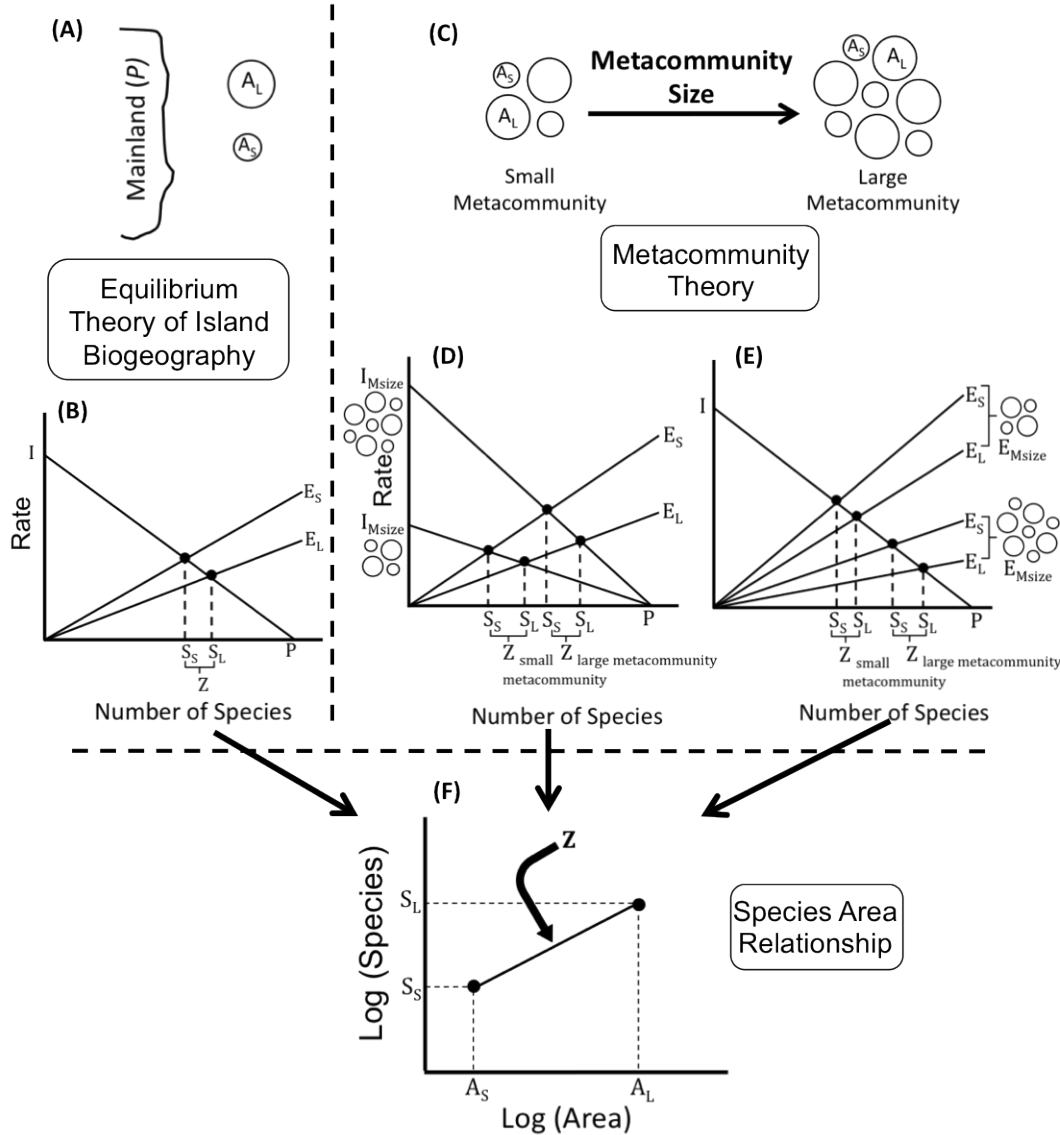 (A)
Mainland (P)
A_L
A_S
Equilibrium
Theory of Island
Biogeography
(B)
I
Rate
E_S
E_L
S_S S_L P
Z
Number of Species
(C)
A_S
A_L
Metacommunity
Size
A_S
A_L
Small
Metacommunity
Large
Metacommunity
Metacommunity
Theory
(D)
I_Msize
Rate
I_Msize
E_S
E_L
S_S S_L S_S S_L P
Z small Z large metacommunity
metacommunity
Number of Species
(E)
I
E_S
E_L
E_Msize
E_S
E_L
E_Msize
S_S S_L S_S S_L P
Z small Z large metacommunity
metacommunity
Number of Species
(F)
Z
Log (Species)
S_L
S_S
A_S A_L
Log (Area)
Species Area
Relationship